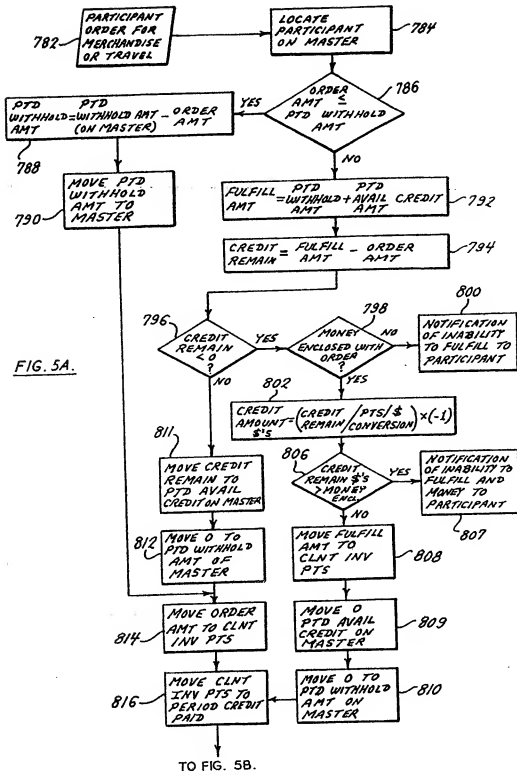 782
PARTICIPANT
ORDER FOR
MERCHANDISE
OR TRAVEL
LOCATE
PARTICIPANT
ON MASTER
784
ORDER
AMT ≤
PTD WITHHOLD
AMT
786
YES
NO
PTD PTD
WITHHOLD=WITHHOLD AMT - ORDER
AMT (ON MASTER) AMT
788
MOVE PTD
WITHHOLD
AMT TO
MASTER
790
PTD PTD
FULFILL = WITHHOLD + AVAIL CREDIT
AMT AMT AMT
792
CREDIT = FULFILL - ORDER
REMAIN AMT AMT
794
FIG. 5A.
796
CREDIT
REMAIN
<0
?
YES
NO
798
MONEY
ENCLOSED WITH
ORDER
?
NO
YES
800
NOTIFICATION
OF INABILITY
TO FULFILL TO
PARTICIPANT
802
CREDIT
AMOUNT = (CREDIT REMAIN / PTS/$ CONVERSION) × (-1)
$'S
806
CREDIT
REMAIN $'S
> MONEY
ENCL
?
YES
NO
NOTIFICATION
OF INABILITY TO
FULFILL AND
MONEY TO
PARTICIPANT
807
811
MOVE CREDIT
REMAIN TO
PTD AVAIL
CREDIT ON MASTER
812
MOVE 0 TO
PTD WITHHOLD
AMT OF
MASTER
814
MOVE ORDER
AMT TO CLNT
INV PTS
816
MOVE CLNT
INV PTS TO
PERIOD CREDIT
PAID
MOVE FULFILL
AMT TO
CLNT INV
PTS
808
MOVE 0
PTD AVAIL
CREDIT ON
MASTER
809
MOVE 0 TO
PTD WITHHOLD
AMT ON
MASTER
810
TO FIG. 5B.